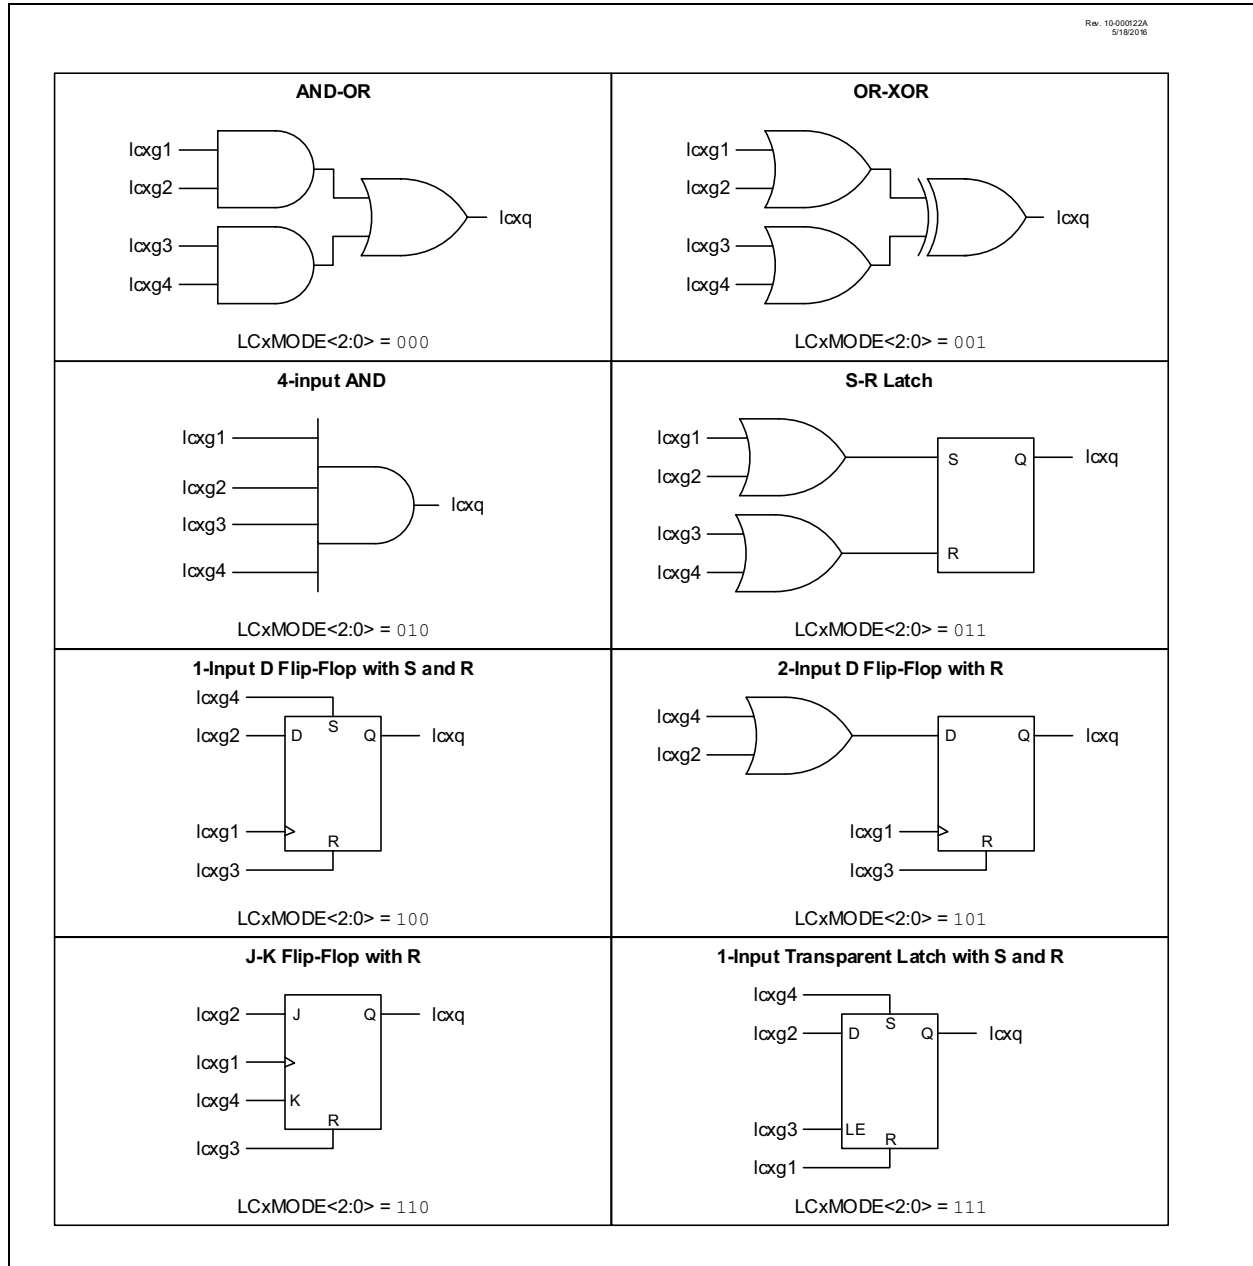 Rev. 10-000122A
5/18/2016
AND-OR
lcxg1
lcxg2
lcxg3
lcxg4
lcxq
LCxMODE<2:0> = 000
OR-XOR
lcxg1
lcxg2
lcxg3
lcxg4
lcxq
LCxMODE<2:0> = 001
4-input AND
lcxg1
lcxg2
lcxg3
lcxg4
lcxq
LCxMODE<2:0> = 010
S-R Latch
lcxg1
lcxg2
lcxg3
lcxg4
S Q lcxq
R
LCxMODE<2:0> = 011
1-Input D Flip-Flop with S and R
lcxg4
S
lcxg2 D Q lcxq
lcxg1
R
lcxg3
LCxMODE<2:0> = 100
2-Input D Flip-Flop with R
lcxg4
lcxg2
D Q lcxq
lcxg1
R
lcxg3
LCxMODE<2:0> = 101
J-K Flip-Flop with R
lcxg2 J Q lcxq
lcxg1
lcxg4 K
R
lcxg3
LCxMODE<2:0> = 110
1-Input Transparent Latch with S and R
lcxg4
S
lcxg2 D Q lcxq
lcxg3 LE
R
lcxg1
LCxMODE<2:0> = 111